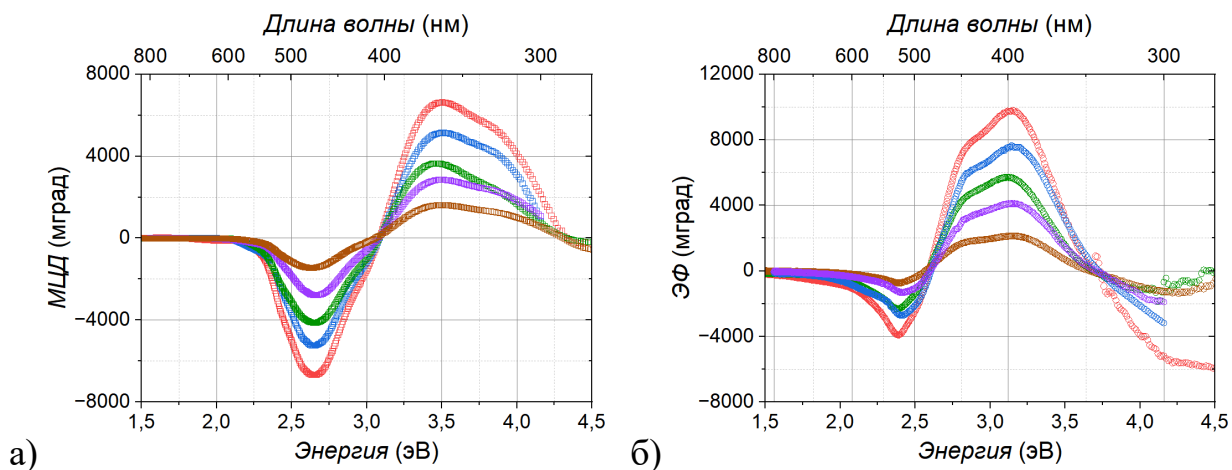 Длина волны (нм)
800 600 500 400 300
8000
4000
0
−4000
−8000
МЦД (мград)
1,5 2,0 2,5 3,0 3,5 4,0 4,5
Энергия (эВ)
а)
Длина волны (нм)
800 600 500 400 300
12000
8000
4000
0
−4000
−8000
ЭФ (мград)
1,5 2,0 2,5 3,0 3,5 4,0 4,5
Энергия (эВ)
б)